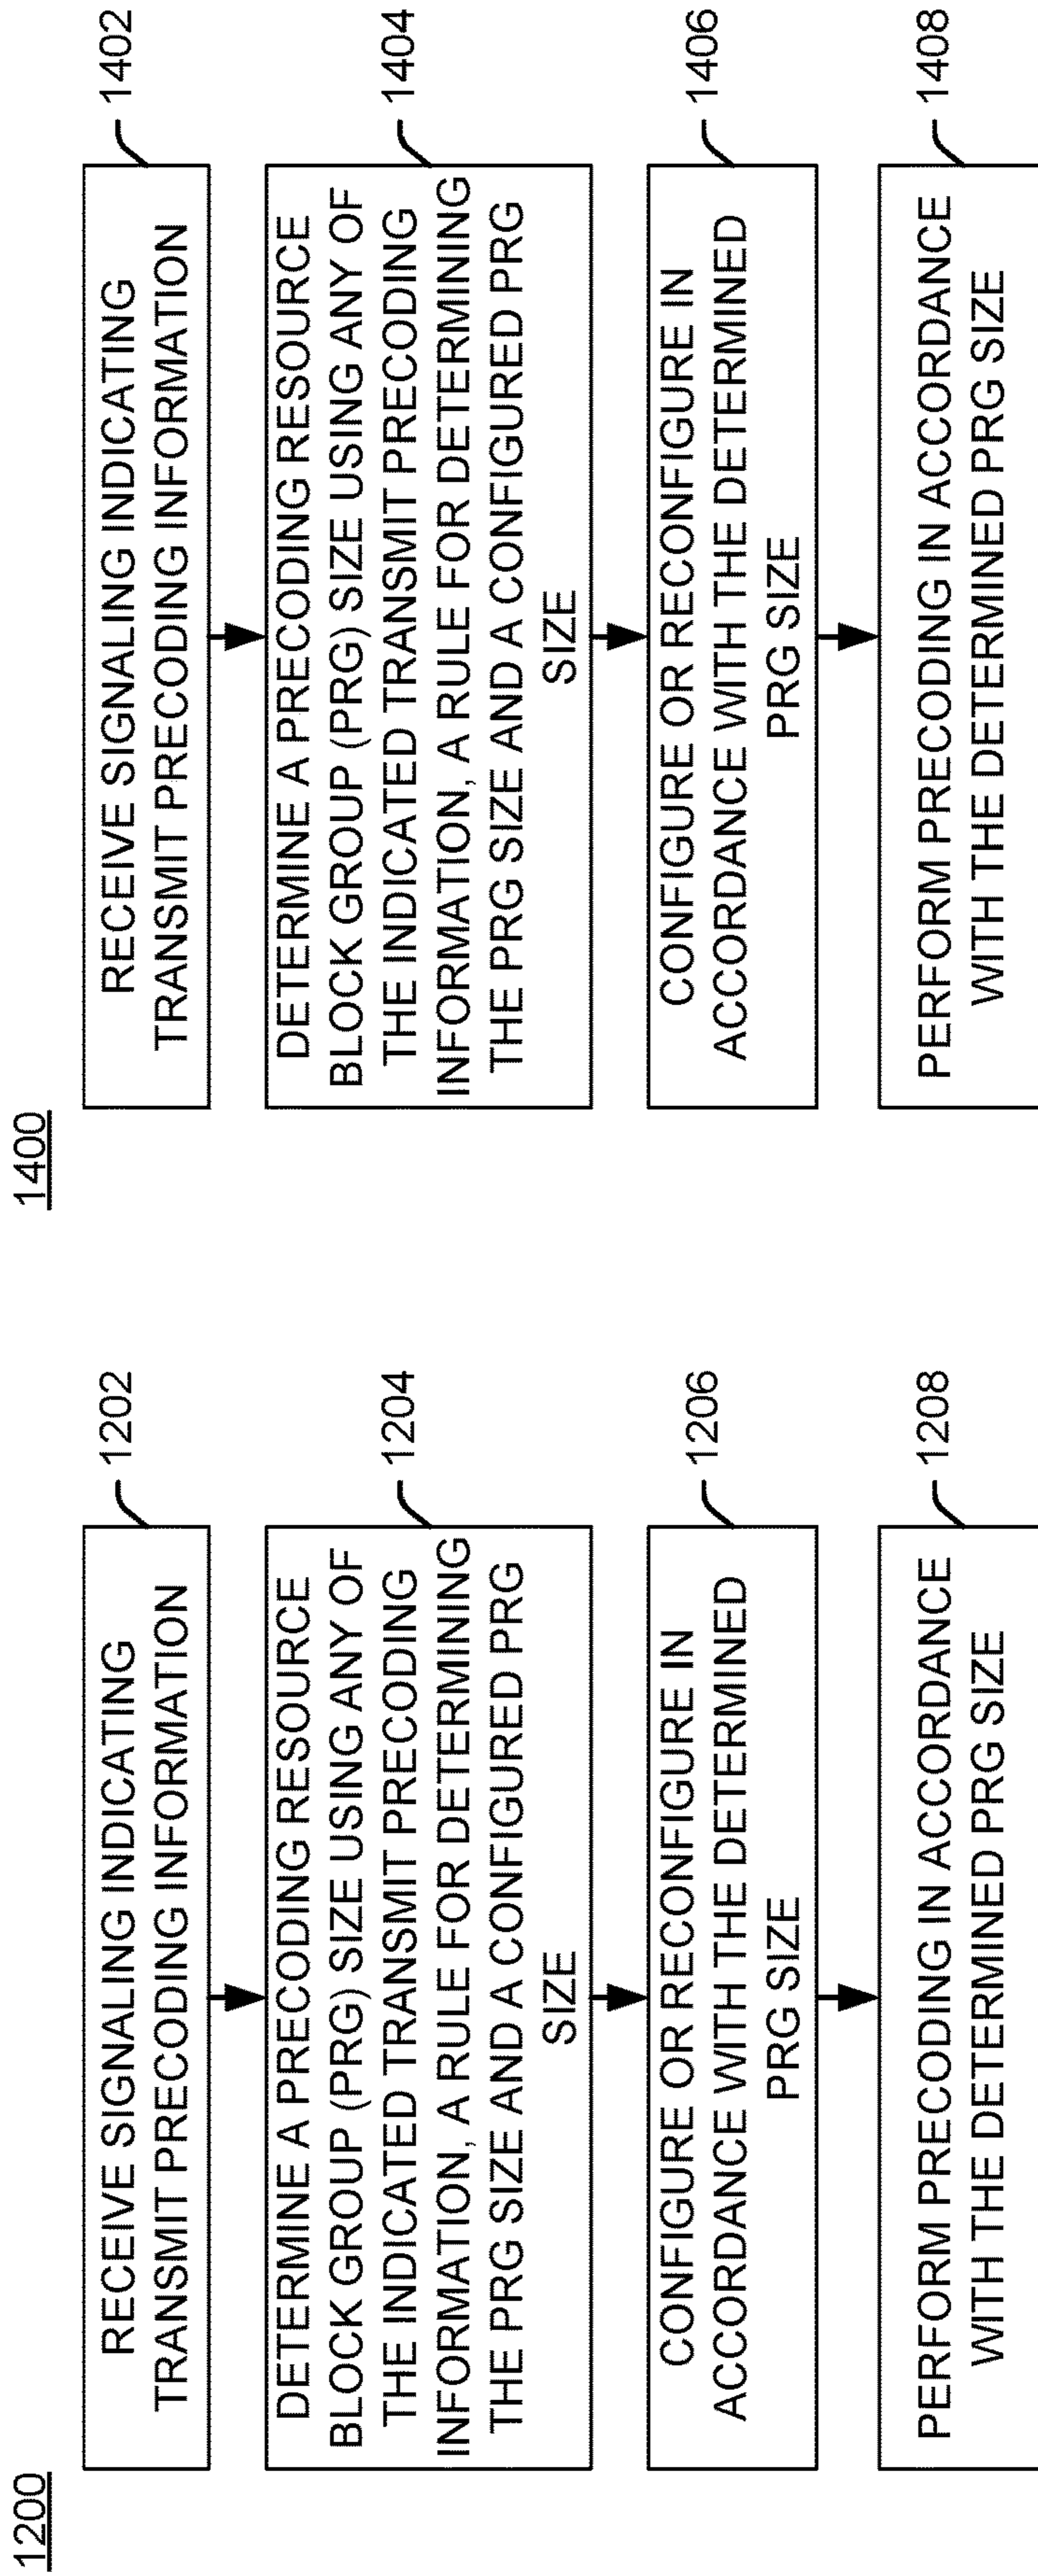 1200
RECEIVE SIGNALING INDICATING
TRANSMIT PRECODING INFORMATION
1202
DETERMINE A PRECODING RESOURCE
BLOCK GROUP (PRG) SIZE USING ANY OF
THE INDICATED TRANSMIT PRECODING
INFORMATION, A RULE FOR DETERMINING
THE PRG SIZE AND A CONFIGURED PRG
SIZE
1204
CONFIGURE OR RECONFIGURE IN
ACCORDANCE WITH THE DETERMINED
PRG SIZE
1206
PERFORM PRECODING IN ACCORDANCE
WITH THE DETERMINED PRG SIZE
1208
1400
RECEIVE SIGNALING INDICATING
TRANSMIT PRECODING INFORMATION
1402
DETERMINE A PRECODING RESOURCE
BLOCK GROUP (PRG) SIZE USING ANY OF
THE INDICATED TRANSMIT PRECODING
INFORMATION, A RULE FOR DETERMINING
THE PRG SIZE AND A CONFIGURED PRG
SIZE
1404
CONFIGURE OR RECONFIGURE IN
ACCORDANCE WITH THE DETERMINED
PRG SIZE
1406
PERFORM PRECODING IN ACCORDANCE
WITH THE DETERMINED PRG SIZE
1408